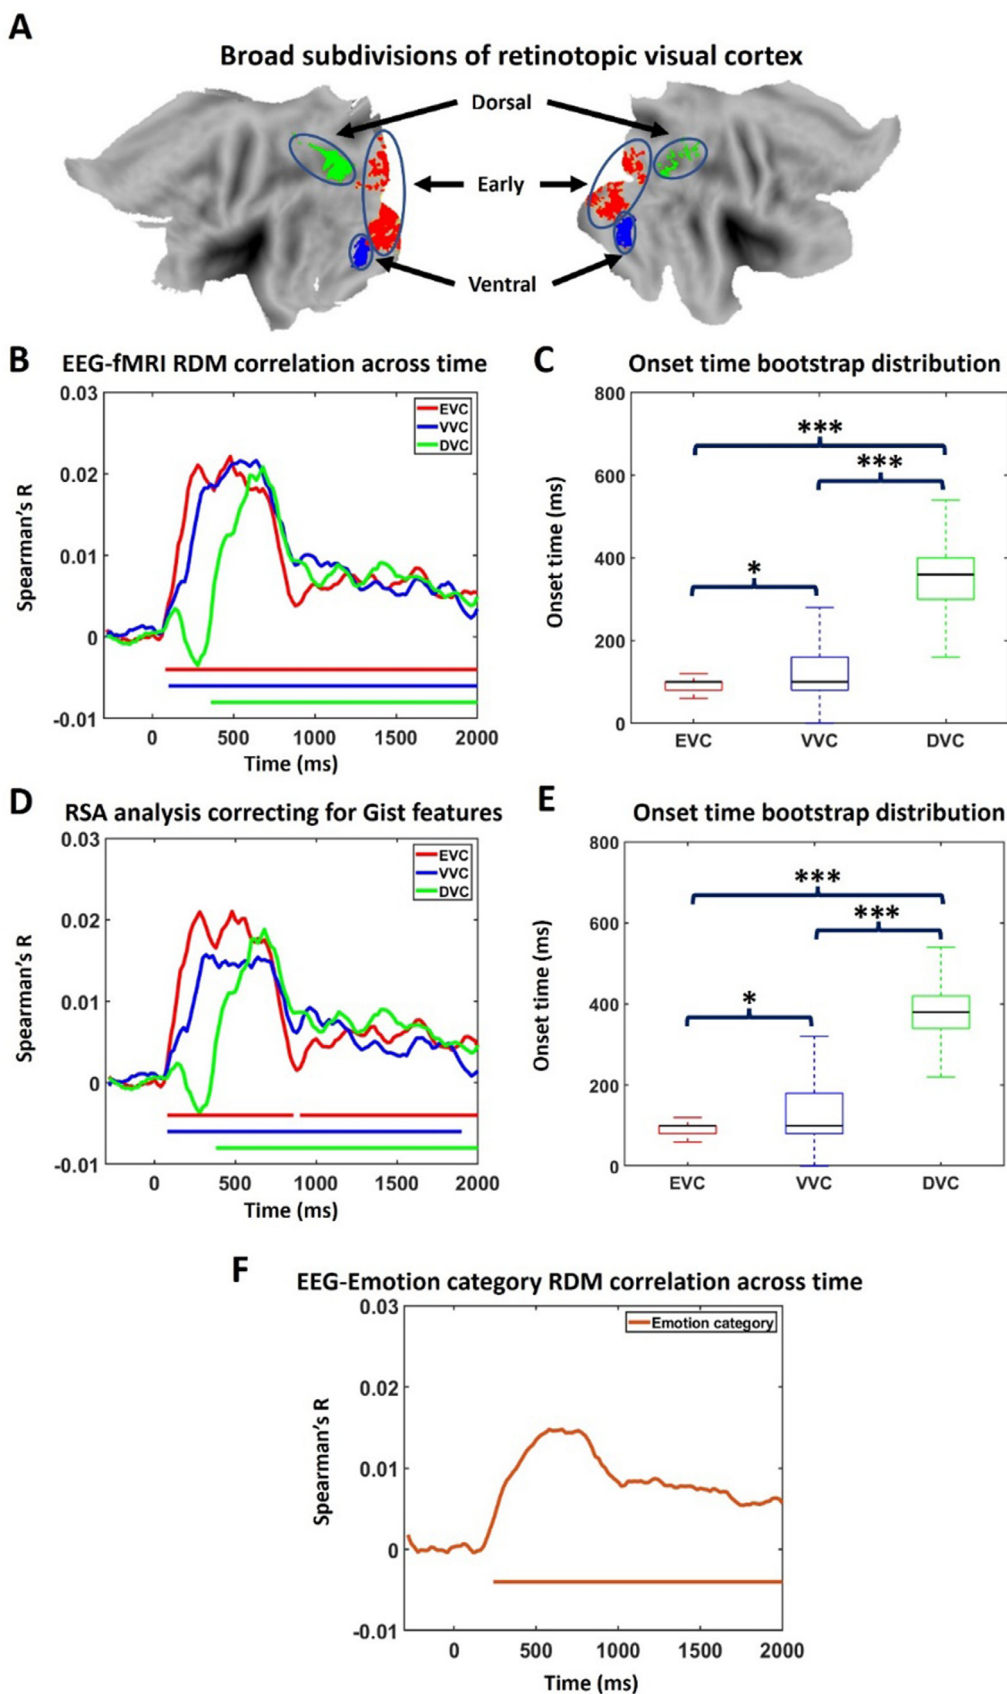 A
Broad subdivisions of retinotopic visual cortex
Dorsal
Early
Ventral
B
EEG-fMRI RDM correlation across time
0.03
0.02
0.01
0
-0.01
Spearman's R
EVC
VVC
DVC
0
500
1000
1500
2000
Time (ms)
C
Onset time bootstrap distribution
800
600
400
200
0
Onset time (ms)
***
***
*
EVC
VVC
DVC
D
RSA analysis correcting for Gist features
0.03
0.02
0.01
0
-0.01
Spearman's R
EVC
VVC
DVC
0
500
1000
1500
2000
Time (ms)
E
Onset time bootstrap distribution
800
600
400
200
0
Onset time (ms)
***
***
*
EVC
VVC
DVC
F
EEG-Emotion category RDM correlation across time
0.03
0.02
0.01
0
-0.01
Spearman's R
Emotion category
0
500
1000
1500
2000
Time (ms)